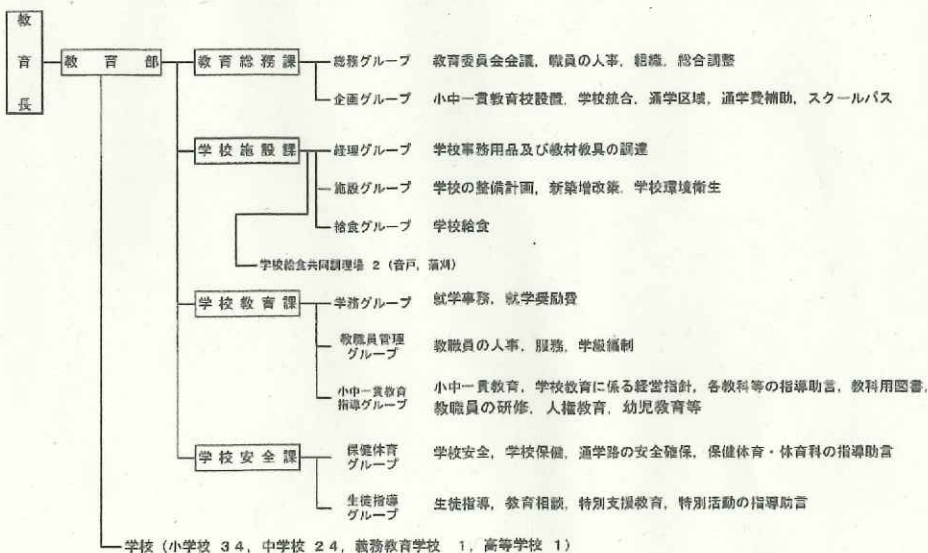 教育長
教育部
教育総務課
総務グループ 教育委員会会議，職員の人事，組織，総合調整
企画グループ 小中一貫教育校設置，学校統合，通学区域，通学費補助，スクールバス
学校施設課
経理グループ 学校事務用品及び教材教具の調達
施設グループ 学校の整備計画，新築増改築，学校環境衛生
給食グループ 学校給食
学校給食共同調理場 2 (音戸，蒲刈)
学校教育課
学務グループ 就学事務，就学奨励費
教職員管理
グループ
教職員の人事，服務，学級編制
小中一貫教育
指導グループ
小中一貫教育，学校教育に係る経営指針，各教科等の指導助言，教科用図書，
教職員の研修，人権教育，幼児教育等
学校安全課
保健体育
グループ
学校安全，学校保健，通学路の安全確保，保健体育・体育科の指導助言
生徒指導
グループ
生徒指導，教育相談，特別支援教育，特別活動の指導助言
学校 (小学校 34，中学校 24，義務教育学校 1，高等学校 1)